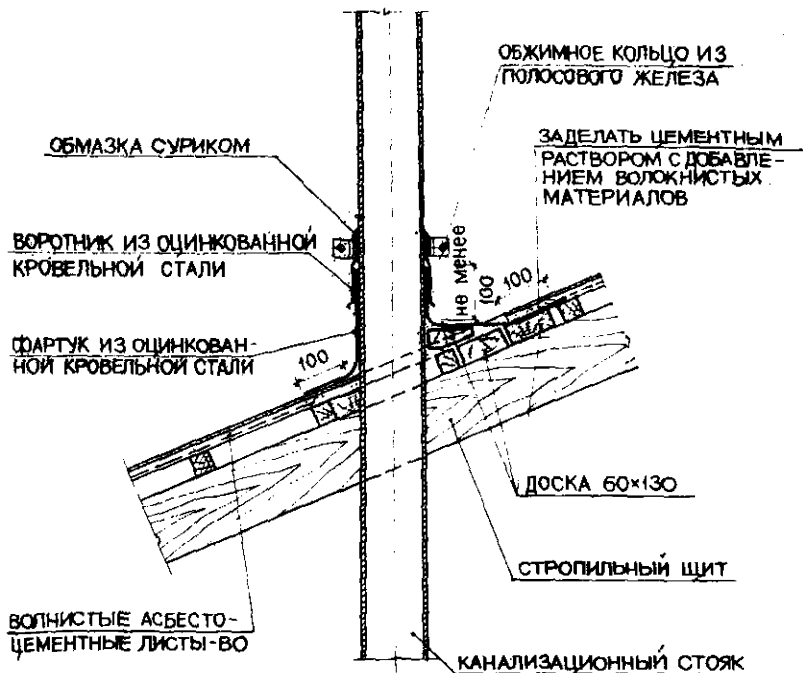 ОБЖИМНОЕ КОЛЬЦО ИЗ
ПОЛОСОВОГО ЖЕЛЕЗА
ОБМАЗКА СУРИКОМ
ЗАДЕЛАТЬ ЦЕМЕНТНЫМ
РАСТВОРОМ С ДОБАВЛЕ-
НИЕМ ВОЛОКНИСТЫХ
МАТЕРИАЛОВ
ВОРОТНИК ИЗ ОЦИНКОВАННОЙ
КРОВЕЛЬНОЙ СТАЛИ
не менее
100
100
ФАРТУК ИЗ ОЦИНКОВАН-
НОЙ КРОВЕЛЬНОЙ СТАЛИ
100
ДОСКА 60×130
СТРОПИЛЬНЫЙ ЩИТ
ВОЛНИСТЫЕ АСБЕСТО-
ЦЕМЕНТНЫЕ ЛИСТЫ-ВО
КАНАЛИЗАЦИОННЫЙ СТОЯК